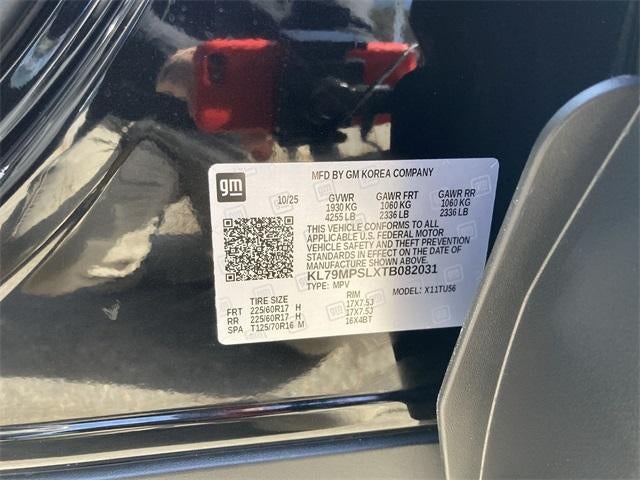 gm
MFD BY GM KOREA COMPANY
10/25 GVWR GAWR FRT GAWR RR
1930 KG 1060 KG 1060 KG
4255 LB 2336 LB 2336 LB
THIS VEHICLE CONFORMS TO ALL
APPLICABLE U.S. FEDERAL MOTOR
VEHICLE SAFETY AND THEFT
PREVENTION STANDARDS IN EFFECT
ON THE DATE OF MANUFACTURE
SHOWN ABOVE.
KL79MPSLXTB082031
TYPE: MPV MODEL: X11TU56
TIRE SIZE RIM
FRT 225/60R17 H 17X7.5J
RR 225/60R17 H 17X7.5J
SPA T125/70R16 M 16X4BT